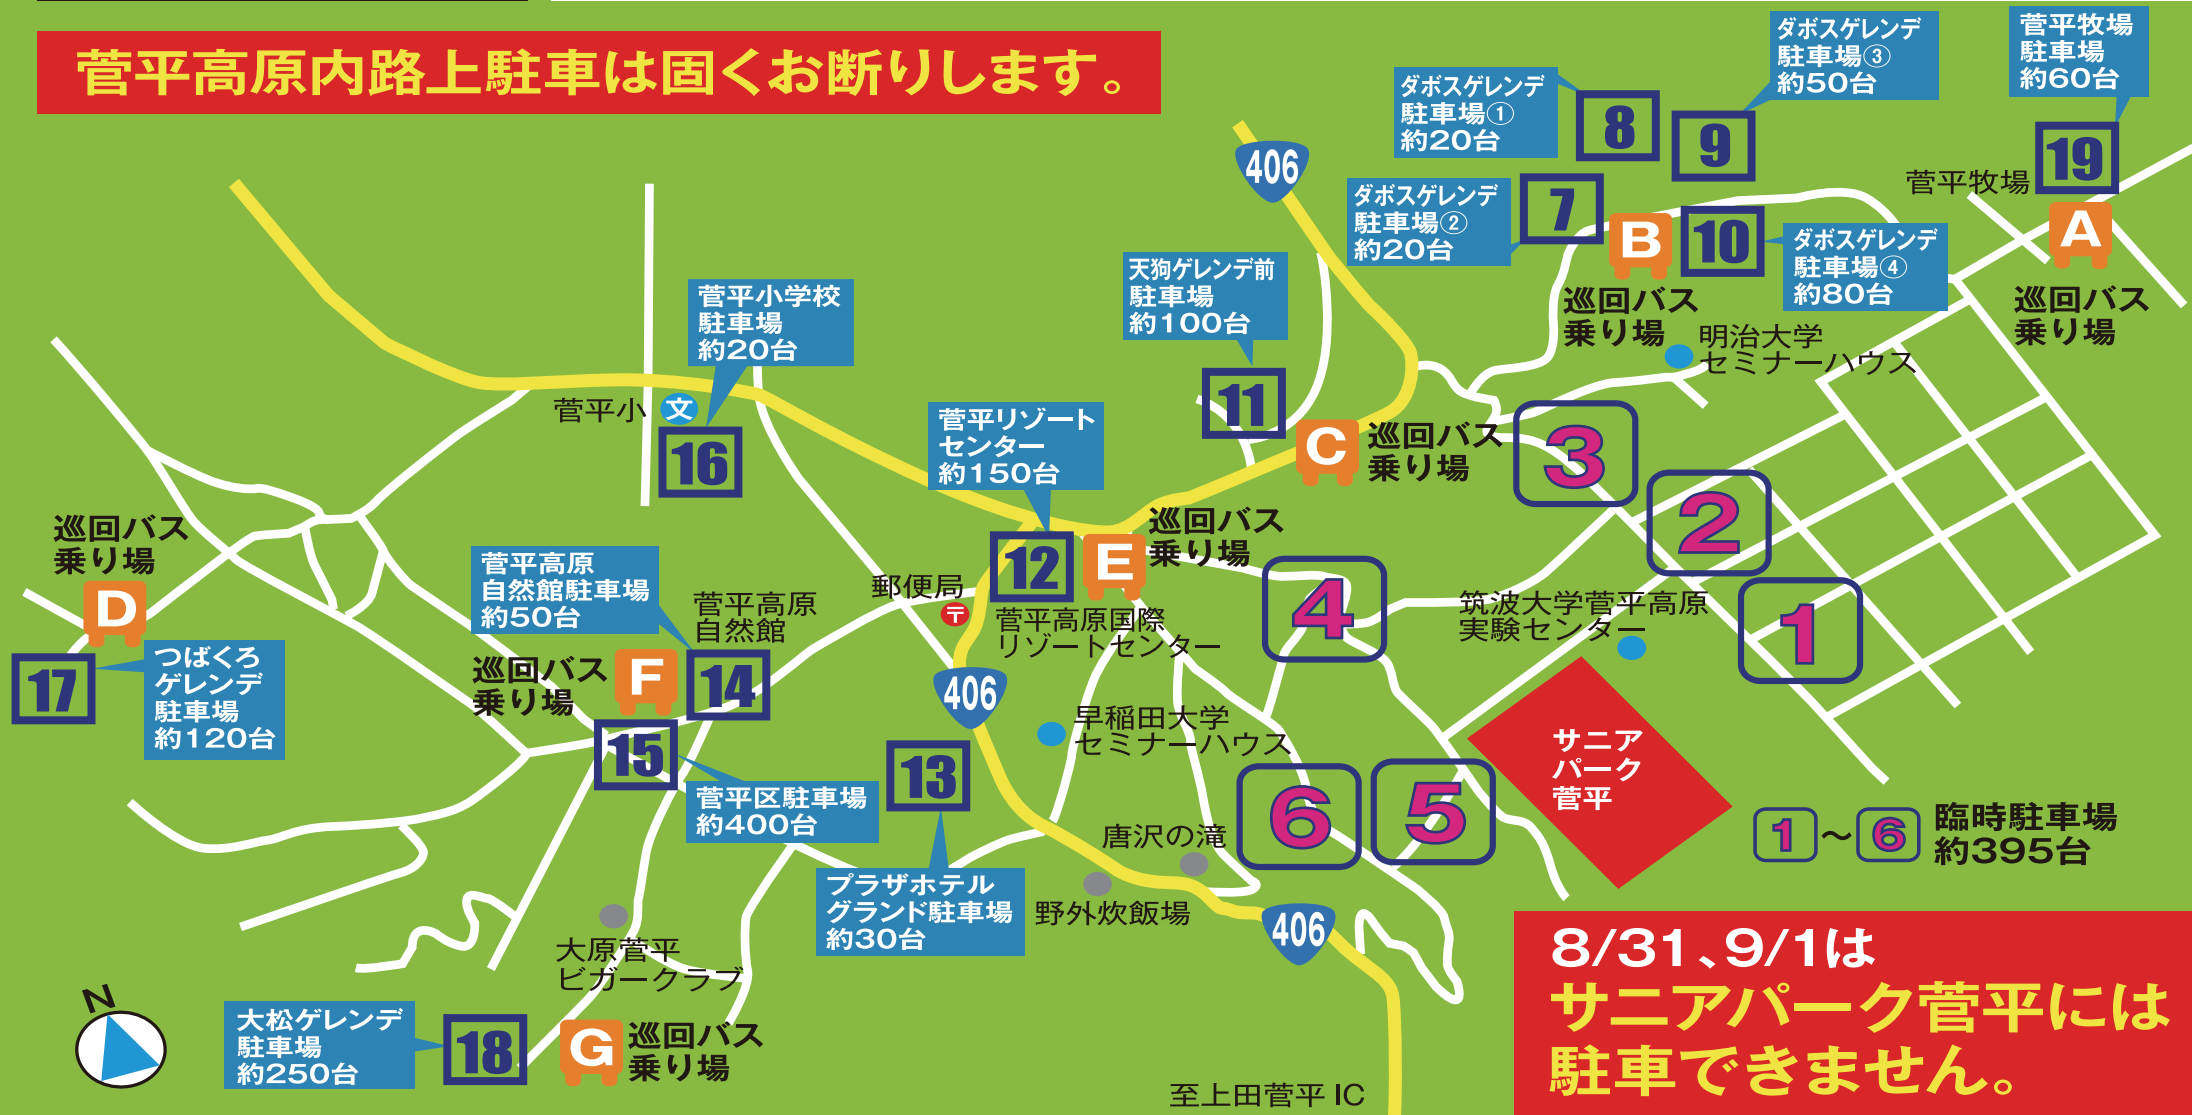 菅平高原内路上駐車は固くお断りします。
ダボスゲレンデ
駐車場③
約50台
菅平牧場
駐車場
約60台
ダボスゲレンデ
駐車場①
約20台
8
9
19
菅平牧場
406
ダボスゲレンデ
駐車場②
約20台
7
B
10
A
ダボスゲレンデ
駐車場④
約80台
巡回バス
乗り場
巡回バス
乗り場
天狗ゲレンデ前
駐車場
約100台
11
明治大学
セミナーハウス
菅平小学校
駐車場
約20台
菅平小
文
16
菅平リゾート
センター
約150台
C
巡回バス
乗り場
3
2
1
巡回バス
乗り場
D
17
つばくろ
ゲレンデ
駐車場
約120台
菅平高原
自然館駐車場
約50台
菅平高原
自然館
巡回バス
乗り場
F
14
15
郵便局
〒
12
E
巡回バス
乗り場
菅平高原国際
リゾートセンター
4
筑波大学菅平高原
実験センター
406
早稲田大学
セミナーハウス
13
菅平区駐車場
約400台
サニア
パーク
菅平
6
5
1～6
臨時駐車場
約395台
唐沢の滝
野外炊飯場
プラザホテル
グランド駐車場
約30台
406
大原菅平
ビガークラブ
N
大松ゲレンデ
駐車場
約250台
18
G
巡回バス
乗り場
至上田菅平IC
8/31、9/1は
サニアパーク菅平には
駐車できません。